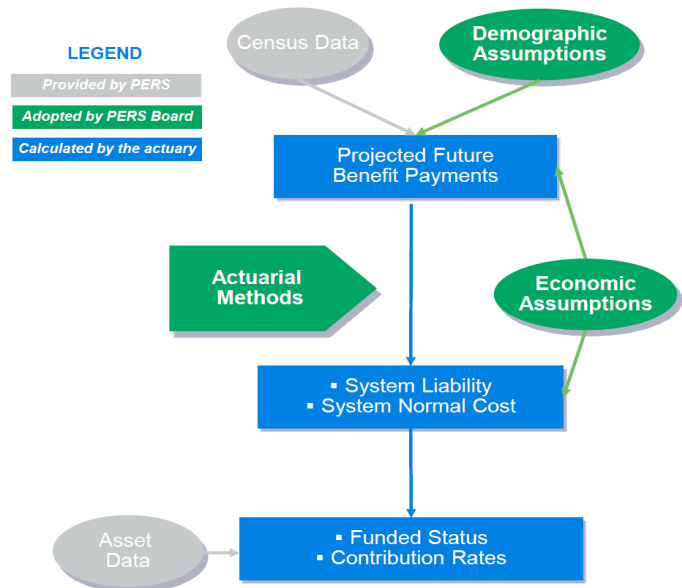 LEGEND
Provided by PERS
Adopted by PERS Board
Calculated by the actuary
Census Data
Demographic
Assumptions
Projected Future
Benefit Payments
Actuarial
Methods
Economic
Assumptions
▪ System Liability
▪ System Normal Cost
Asset
Data
▪ Funded Status
▪ Contribution Rates